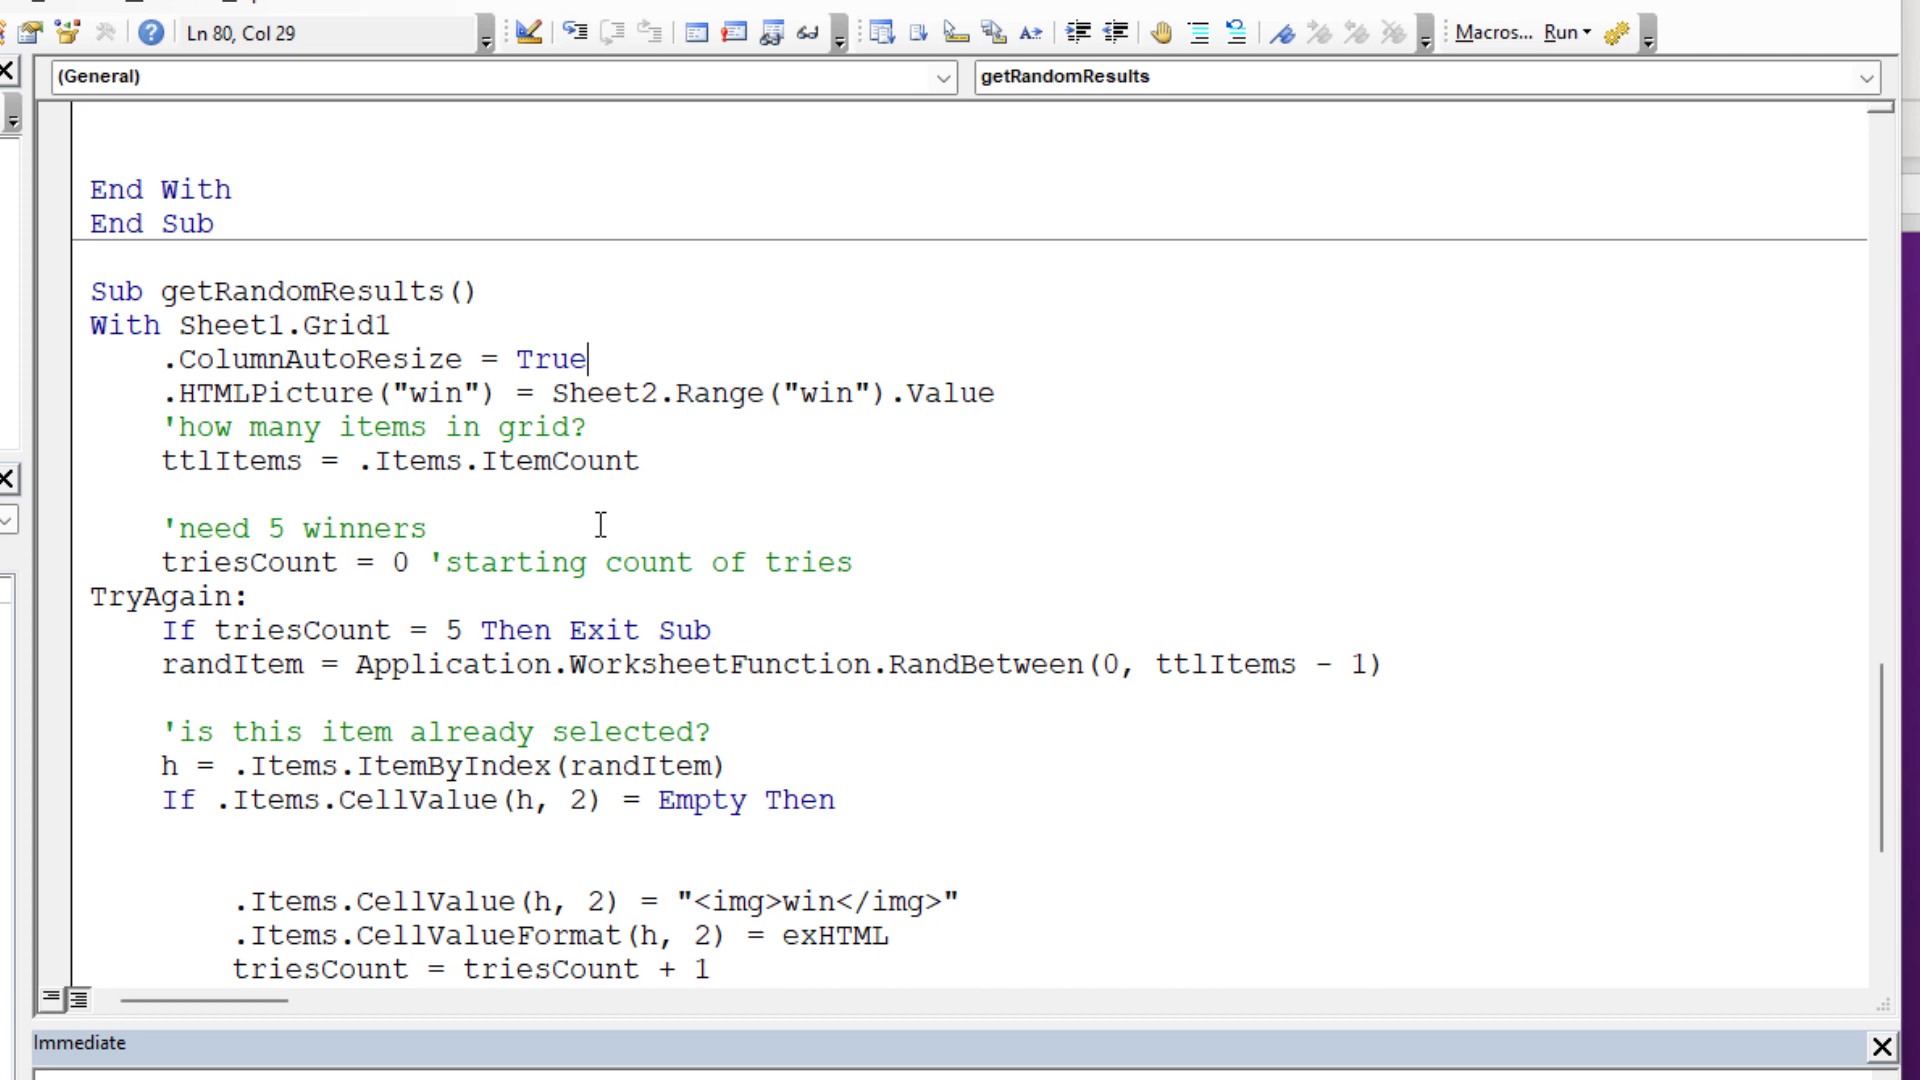 Ln 80, Col 29
Macros... Run
(General)
getRandomResults
End With
End Sub
Sub getRandomResults()
With Sheet1.Grid1
.ColumnAutoResize = True
.HTMLPicture("win") = Sheet2.Range("win").Value
'how many items in grid?
ttlItems = .Items.ItemCount
'need 5 winners
triesCount = 0 'starting count of tries
TryAgain:
If triesCount = 5 Then Exit Sub
randItem = Application.WorksheetFunction.RandBetween(0, ttlItems - 1)
'is this item already selected?
h = .Items.ItemByIndex(randItem)
If .Items.CellValue(h, 2) = Empty Then
.Items.CellValue(h, 2) = "<img>win</img>"
.Items.CellValueFormat(h, 2) = exHTML
triesCount = triesCount + 1
Immediate